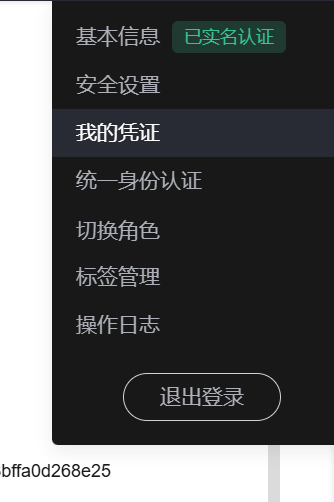 基本信息 已实名认证
安全设置
我的凭证
统一身份认证
切换角色
标签管理
操作日志
退出登录
bffa0d268e25